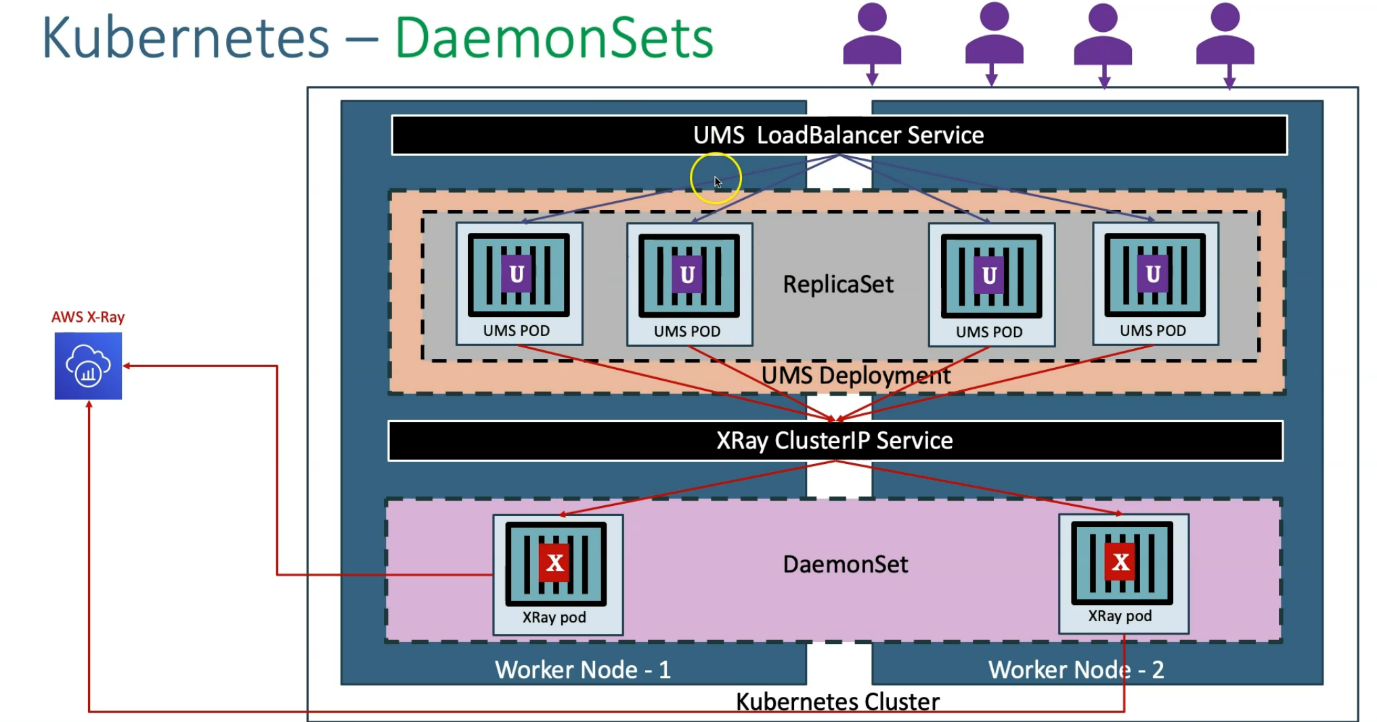 Kubernetes – DaemonSets
UMS LoadBalancer Service
U
U
U
U
ReplicaSet
UMS POD
UMS POD
UMS POD
UMS POD
AWS X-Ray
UMS Deployment
XRay ClusterIP Service
X
X
DaemonSet
XRay pod
XRay pod
Worker Node - 1
Worker Node - 2
Kubernetes Cluster